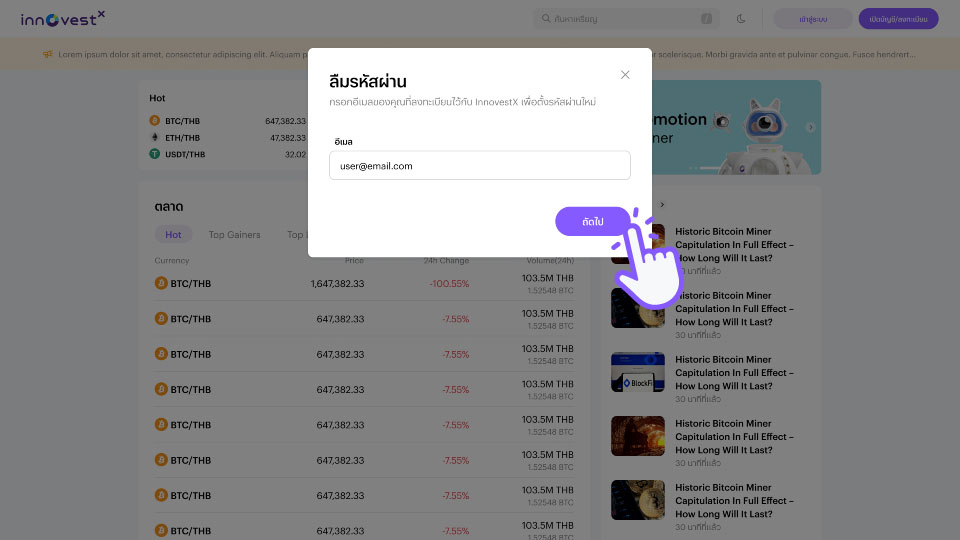 innovestX
ค้นหาเหรียญ
/
เข้าสู่ระบบ
เปิดบัญชี/ลงทะเบียน
Lorem ipsum dolor sit amet, consectetur adipiscing elit. Aliquam p
scelerisque. Morbi gravida ante et pulvinar congue. Fusce hendrert...
ลืมรหัสผ่าน
กรอกอีเมลของคุณที่ลงทะเบียนไว้กับ InnovestX เพื่อตั้งรหัสผ่านใหม่
อีเมล
user@email.com
ถัดไป
Hot
BTC/THB 647,382.33
ETH/THB 47,382.33
USDT/THB 32.02
omotion
ner
ตลาด
Hot Top Gainers Top
Currency Price 24h Change Volume(24h)
BTC/THB 1,647,382.33 -100.55% 103.5M THB
1.52548 BTC
BTC/THB 647,382.33 -7.55% 103.5M THB
1.52548 BTC
BTC/THB 647,382.33 -7.55% 103.5M THB
1.52548 BTC
BTC/THB 647,382.33 -7.55% 103.5M THB
1.52548 BTC
BTC/THB 647,382.33 -7.55% 103.5M THB
1.52548 BTC
BTC/THB 647,382.33 -7.55% 103.5M THB
1.52548 BTC
BTC/THB 647,382.33 -7.55% 103.5M THB
1.52548 BTC
BTC/THB 647,382.33 -7.55% 103.5M THB
Historic Bitcoin Miner
Capitulation In Full Effect –
How Long Will It Last?
30 นาทีที่แล้ว
Historic Bitcoin Miner
Capitulation In Full Effect –
How Long Will It Last?
30 นาทีที่แล้ว
BlockFi
Historic Bitcoin Miner
Capitulation In Full Effect –
How Long Will It Last?
30 นาทีที่แล้ว
Historic Bitcoin Miner
Capitulation In Full Effect –
How Long Will It Last?
30 นาทีที่แล้ว
Historic Bitcoin Miner
Capitulation In Full Effect –
How Long Will It Last?
30 นาทีที่แล้ว